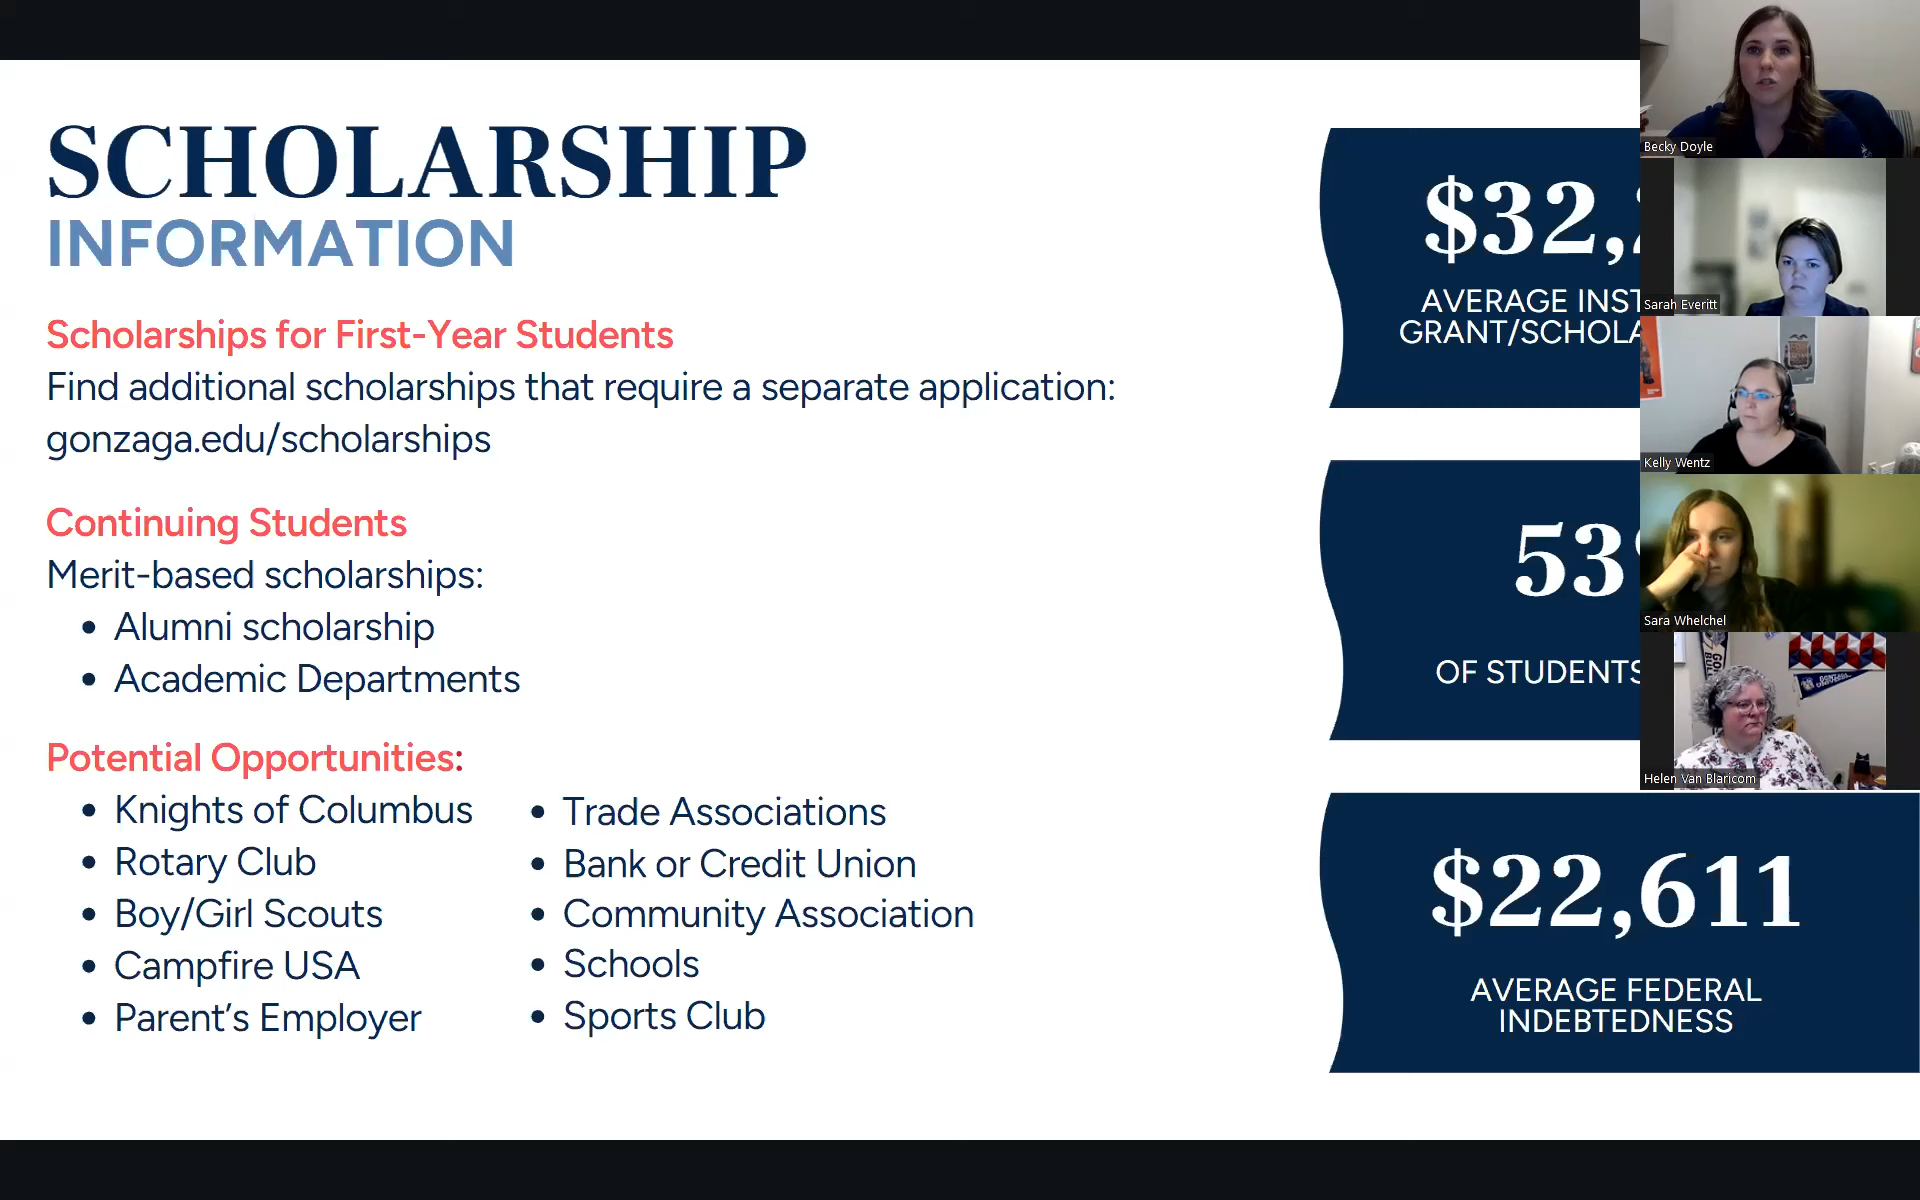 SCHOLARSHIP
INFORMATION
Scholarships for First-Year Students
Find additional scholarships that require a separate application:
gonzaga.edu/scholarships
Continuing Students
Merit-based scholarships:
• Alumni scholarship
• Academic Departments
Potential Opportunities:
• Knights of Columbus
• Rotary Club
• Boy/Girl Scouts
• Campfire USA
• Parent's Employer
• Trade Associations
• Bank or Credit Union
• Community Association
• Schools
• Sports Club
$32,
AVERAGE INST
GRANT/SCHOLA
53
OF STUDENTS
$22,611
AVERAGE FEDERAL
INDEBTEDNESS
Becky Doyle
Sarah Everitt
Kelly Wentz
Sara Whelchel
Helen Van Blaricom